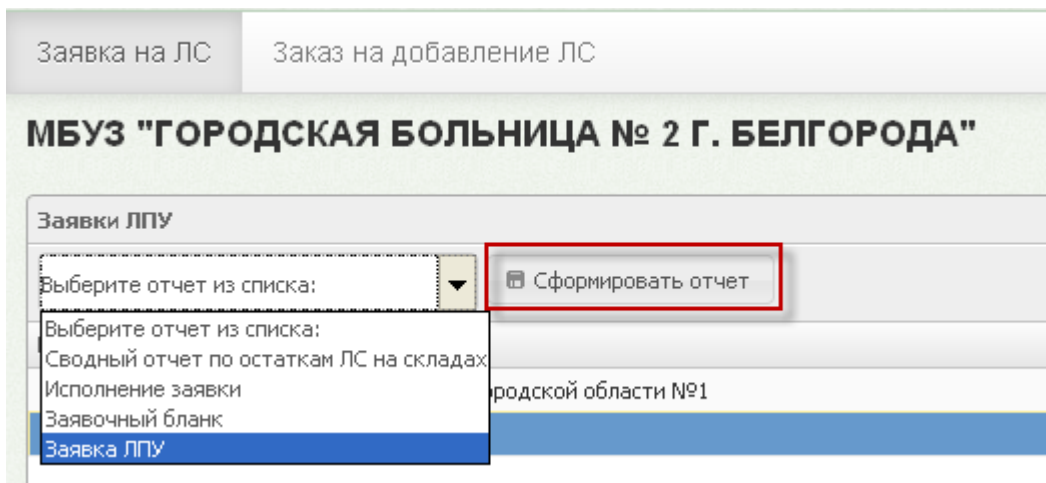 Заявка на ЛС Заказ на добавление ЛС
МБУЗ "ГОРОДСКАЯ БОЛЬНИЦА № 2 Г. БЕЛГОРОДА"
Заявки ЛПУ
Выберите отчет из списка: Сформировать отчет
Выберите отчет из списка:
Сводный отчет по остаткам ЛС на складах
Исполнение заявки
родской области №1
Заявочный бланк
Заявка ЛПУ